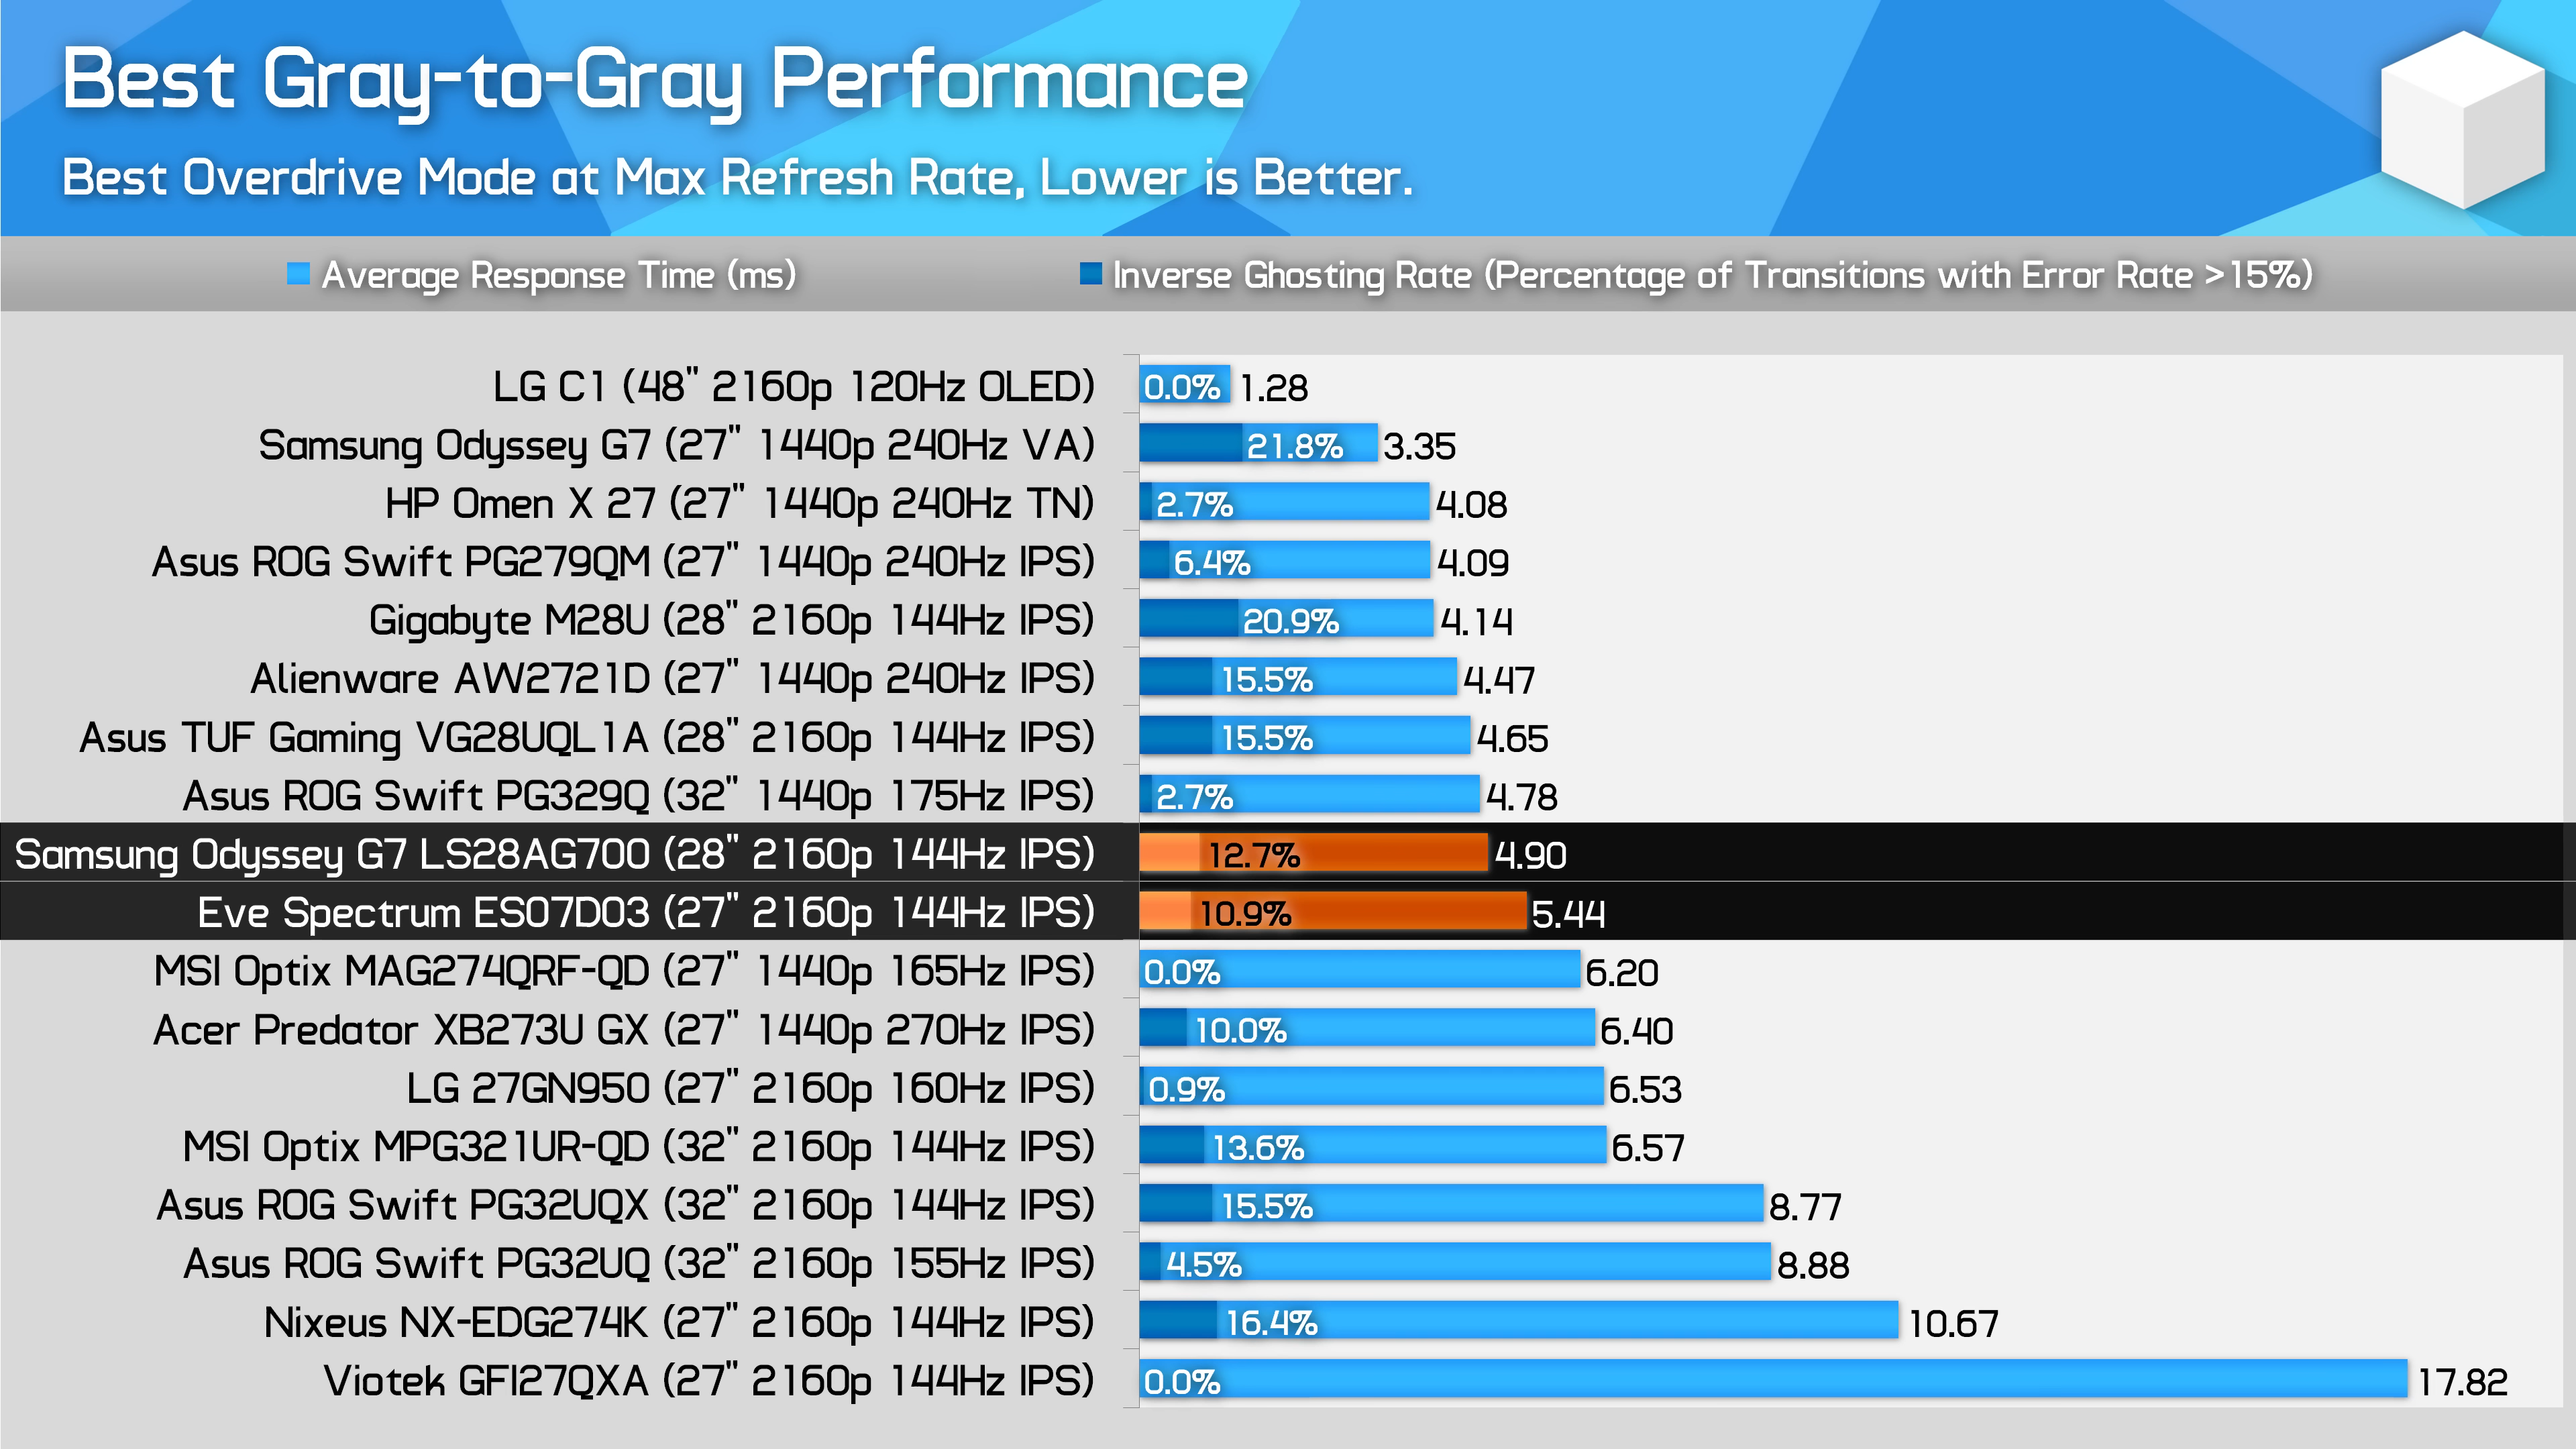 Best Gray-to-Gray Performance
Best Overdrive Mode at Max Refresh Rate, Lower is Better.
Average Response Time (ms) Inverse Ghosting Rate (Percentage of Transitions with Error Rate >15%)
LG C1 (48" 2160p 120Hz OLED) 0.0% 1.28
Samsung Odyssey G7 (27" 1440p 240Hz VA) 21.8% 3.35
HP Omen X 27 (27" 1440p 240Hz TN) 2.7% 4.08
Asus ROG Swift PG279QM (27" 1440p 240Hz IPS) 6.4% 4.09
Gigabyte M28U (28" 2160p 144Hz IPS) 20.9% 4.14
Alienware AW2721D (27" 1440p 240Hz IPS) 15.5% 4.47
Asus TUF Gaming VG28UQL1A (28" 2160p 144Hz IPS) 15.5% 4.65
Asus ROG Swift PG329Q (32" 1440p 175Hz IPS) 2.7% 4.78
Samsung Odyssey G7 LS28AG700 (28" 2160p 144Hz IPS) 12.7% 4.90
Eve Spectrum ES07D03 (27" 2160p 144Hz IPS) 10.9% 5.44
MSI Optix MAG274QRF-QD (27" 1440p 165Hz IPS) 0.0% 6.20
Acer Predator XB273U GX (27" 1440p 270Hz IPS) 10.0% 6.40
LG 27GN950 (27" 2160p 160Hz IPS) 0.9% 6.53
MSI Optix MPG321UR-QD (32" 2160p 144Hz IPS) 13.6% 6.57
Asus ROG Swift PG32UQX (32" 2160p 144Hz IPS) 15.5% 8.77
Asus ROG Swift PG32UQ (32" 2160p 155Hz IPS) 4.5% 8.88
Nixeus NX-EDG274K (27" 2160p 144Hz IPS) 16.4% 10.67
Viotek GFI27QXA (27" 2160p 144Hz IPS) 0.0% 17.82